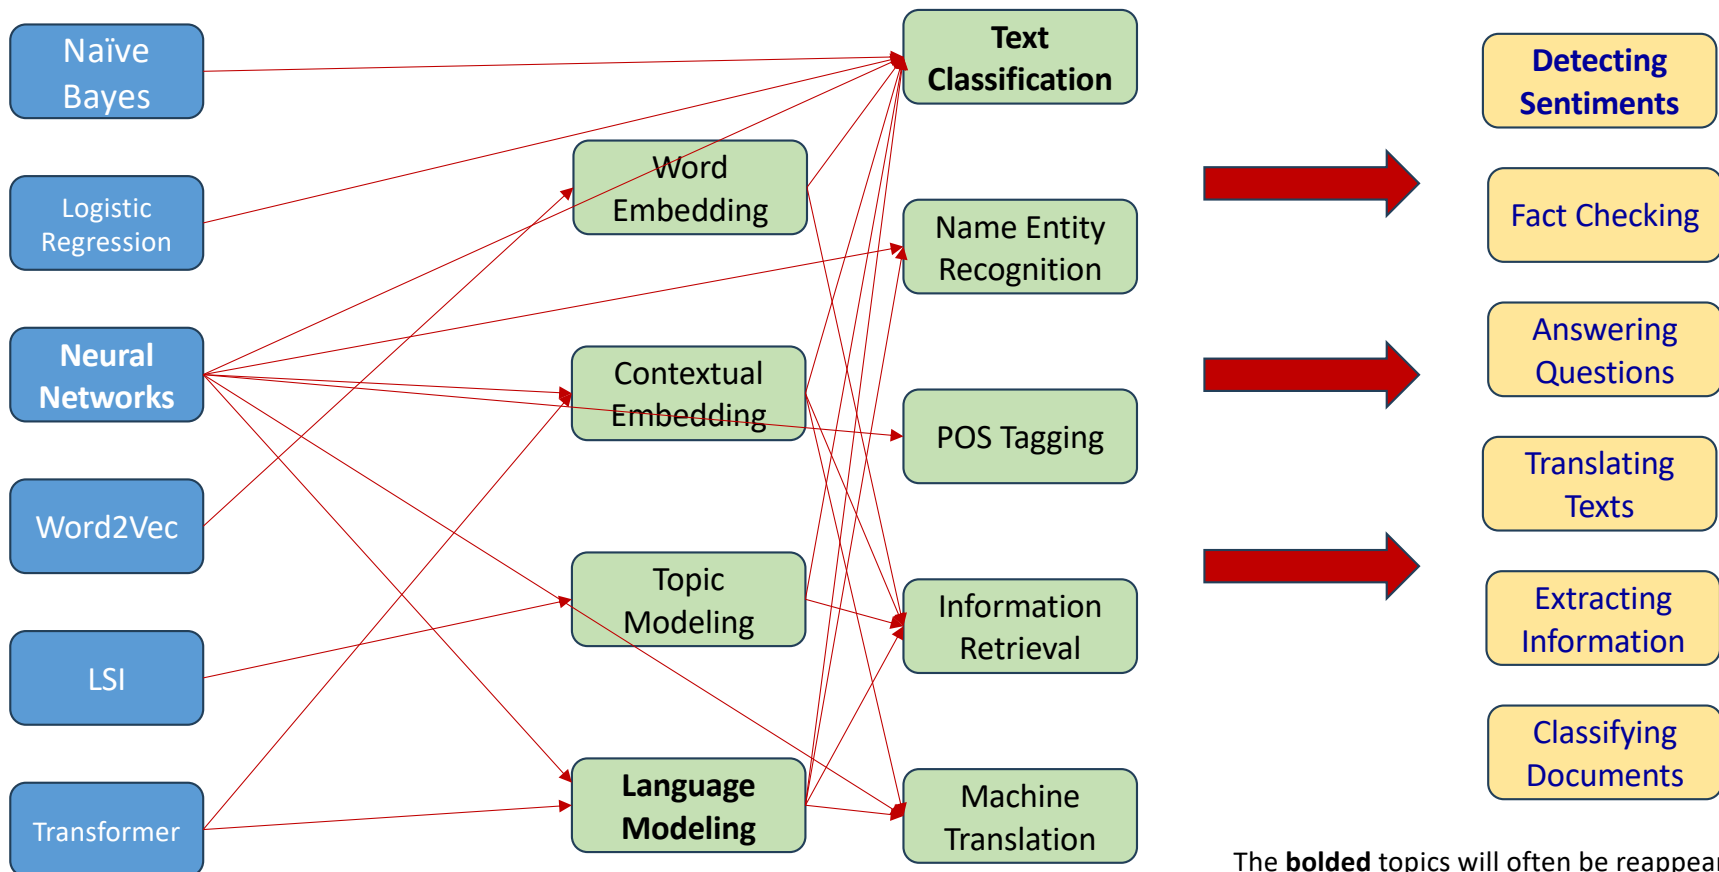 Naïve
Bayes
Logistic
Regression
Neural
Networks
Word2Vec
LSI
Transformer
Word
Embedding
Contextual
Embedding
Topic
Modeling
Language
Modeling
Text
Classification
Name Entity
Recognition
POS Tagging
Information
Retrieval
Machine
Translation
Detecting
Sentiments
Fact Checking
Answering
Questions
Translating
Texts
Extracting
Information
Classifying
Documents
The bolded topics will often be reappear